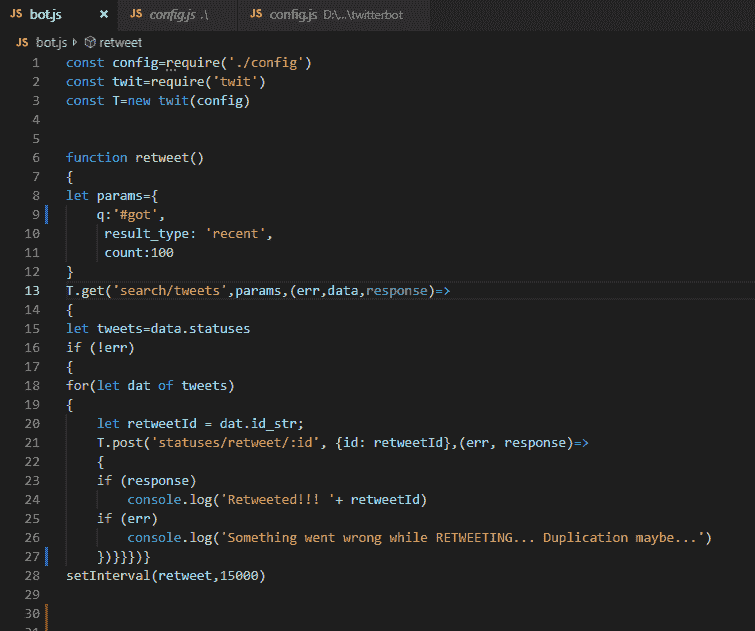 JS bot.js × JS config.js .\ JS config.js D:\...\twitterbot
JS bot.js retweet
1 const config=require('./config')
2 const twit=require('twit')
3 const T=new twit(config)
4
5
6 function retweet()
7 {
8 let params={
9 q:'#got',
10 result_type: 'recent',
11 count:100
12 }
13 T.get('search/tweets',params,(err,data,response)=>
14 {
15 let tweets=data.statuses
16 if (!err)
17 {
18 for(let dat of tweets)
19 {
20 let retweetId = dat.id_str;
21 T.post('statuses/retweet/:id', {id: retweetId},(err, response)=>
22 {
23 if (response)
24 console.log('Retweeted!!! '+ retweetId)
25 if (err)
26 console.log('Something went wrong while RETWEETING... Duplication maybe...')
27 })}}})}
28 setInterval(retweet,15000)
29
30
31